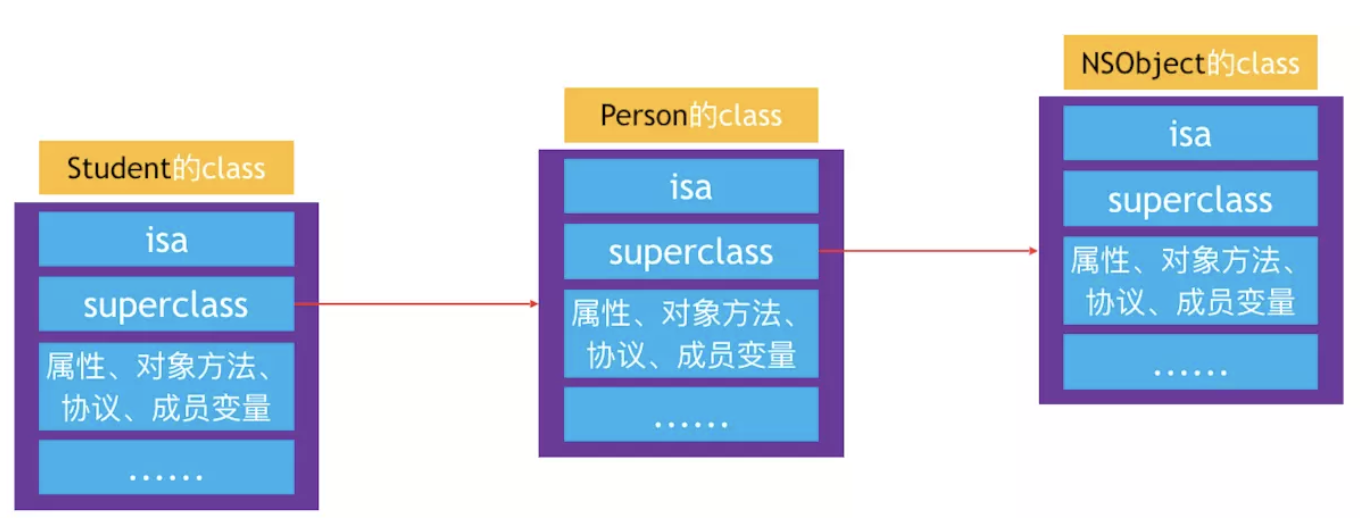 Student的class
isa
superclass
属性、对象方法、
协议、成员变量
......
Person的class
isa
superclass
属性、对象方法、
协议、成员变量
......
NSObject的class
isa
superclass
属性、对象方法、
协议、成员变量
......